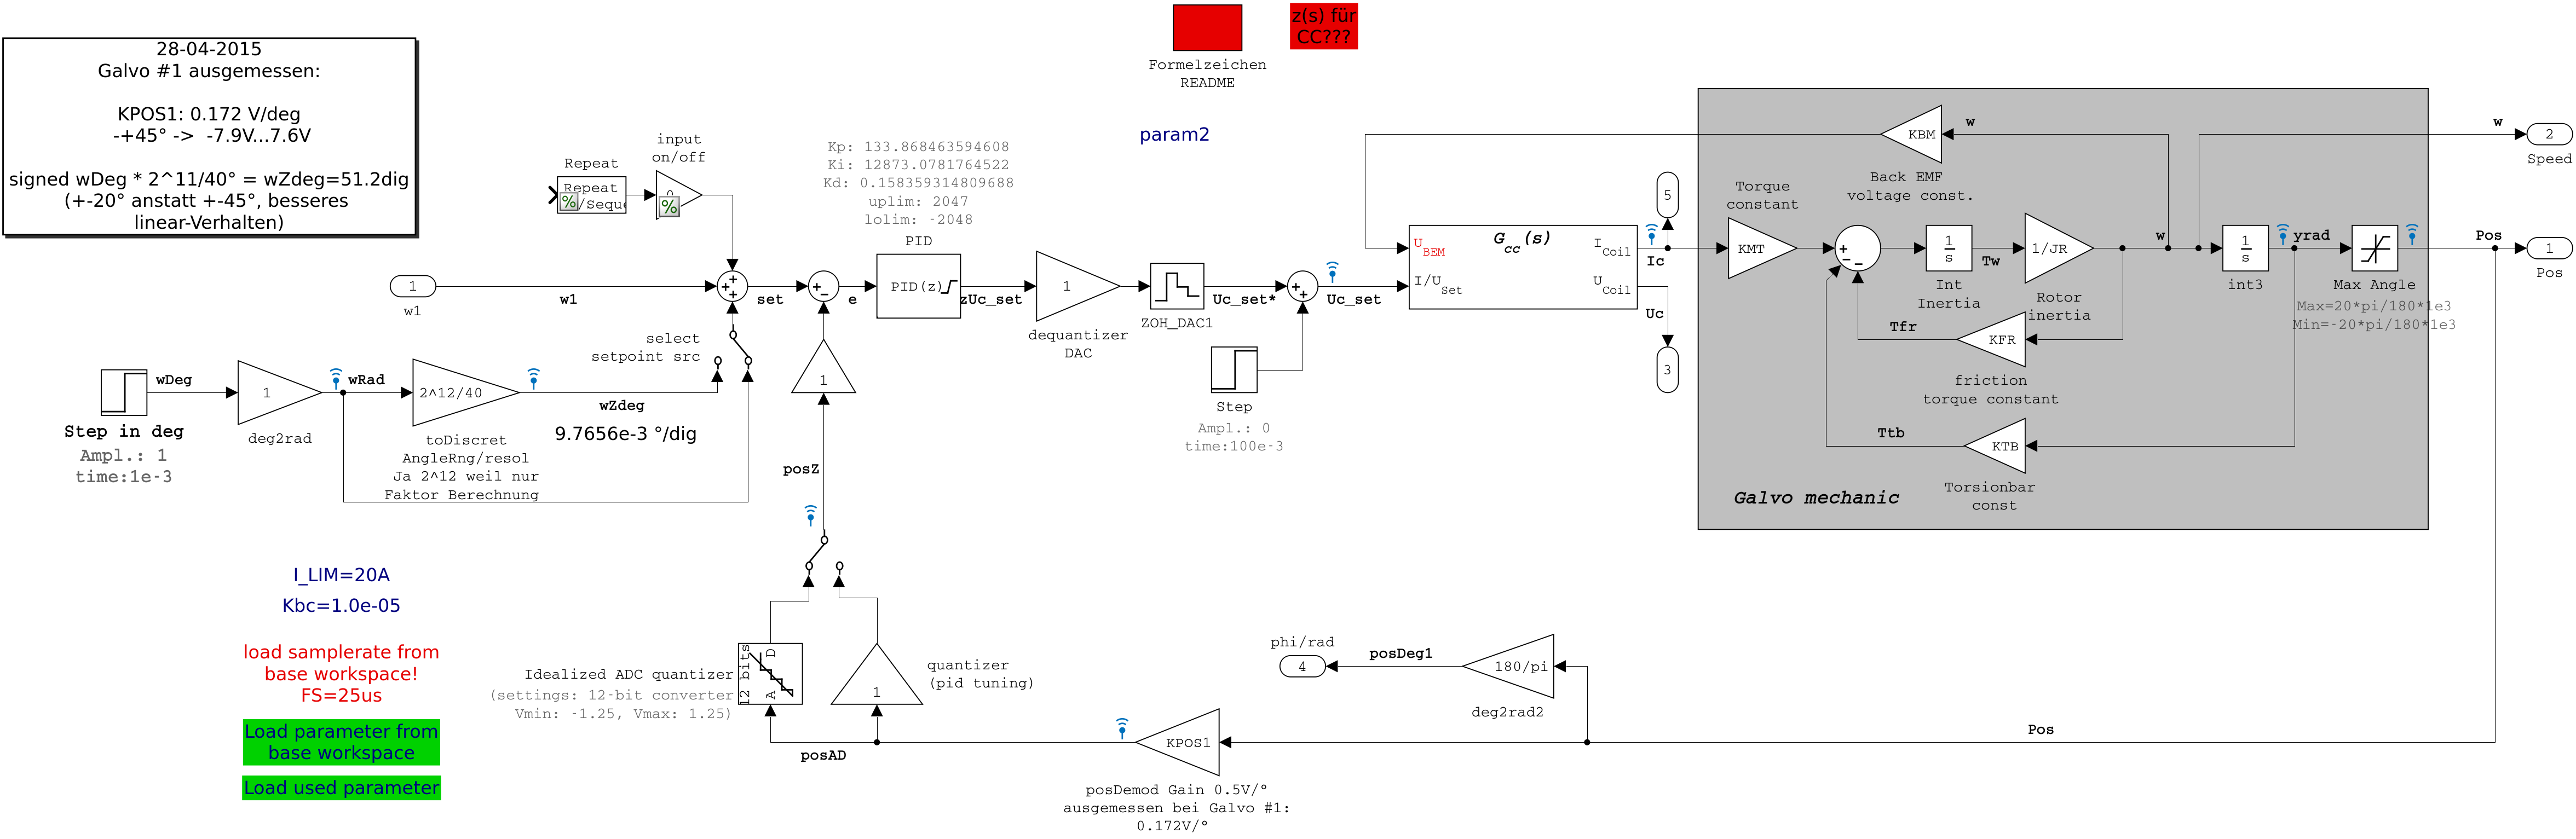 28-04-2015
Galvo #1 ausgemessen:
KPOS1: 0.172 V/deg
-+45° -> -7.9V...7.6V
signed wDeg * 2^11/40° = wZdeg=51.2dig
(+-20° anstatt +-45°, besseres
linear-Verhalten)
Formelzeichen
README
z(s) für
CC???
param2
Repeat
Repeat
%
/Sequ
input
on/off
%
Kp: 133.868463594608
Ki: 12873.0781764522
Kd: 0.158359314809688
uplim: 2047
lolim: -2048
PID
PID(z)
1
w1
w1
set
e
zUc_set
1
dequantizer
DAC
ZOH_DAC1
Uc_set*
Uc_set
Step
Ampl.: 0
time:100e-3
select
setpoint src
1
posZ
wDeg
Step in deg
Ampl.: 1
time:1e-3
1
deg2rad
wRad
2^12/40
toDiscret
AngleRng/resol
Ja 2^12 weil nur
Faktor Berechnung
wZdeg
9.7656e-3 °/dig
U_BEM
I/U_Set
G_cc(s)
I_Coil
U_Coil
Ic
5
Uc
3
Torque
constant
KMT
KBM
Back EMF
voltage const.
w
1
s
Int
Inertia
Tw
1/JR
Rotor
inertia
w
Tfr
KFR
friction
torque constant
Ttb
KTB
Torsionbar
const
Galvo mechanic
1
s
int3
yrad
Max Angle
Max=20*pi/180*1e3
Min=-20*pi/180*1e3
w
2
Speed
Pos
1
Pos
I_LIM=20A
Kbc=1.0e-05
load samplerate from
base workspace!
FS=25us
Load parameter from
base workspace
Load used parameter
Idealized ADC quantizer
(settings: 12-bit converter
Vmin: -1.25, Vmax: 1.25)
12 bits
A
D
1
quantizer
(pid tuning)
posAD
KPOS1
posDemod Gain 0.5V/°
ausgemessen bei Galvo #1:
0.172V/°
phi/rad
4
posDeg1
180/pi
deg2rad2
Pos